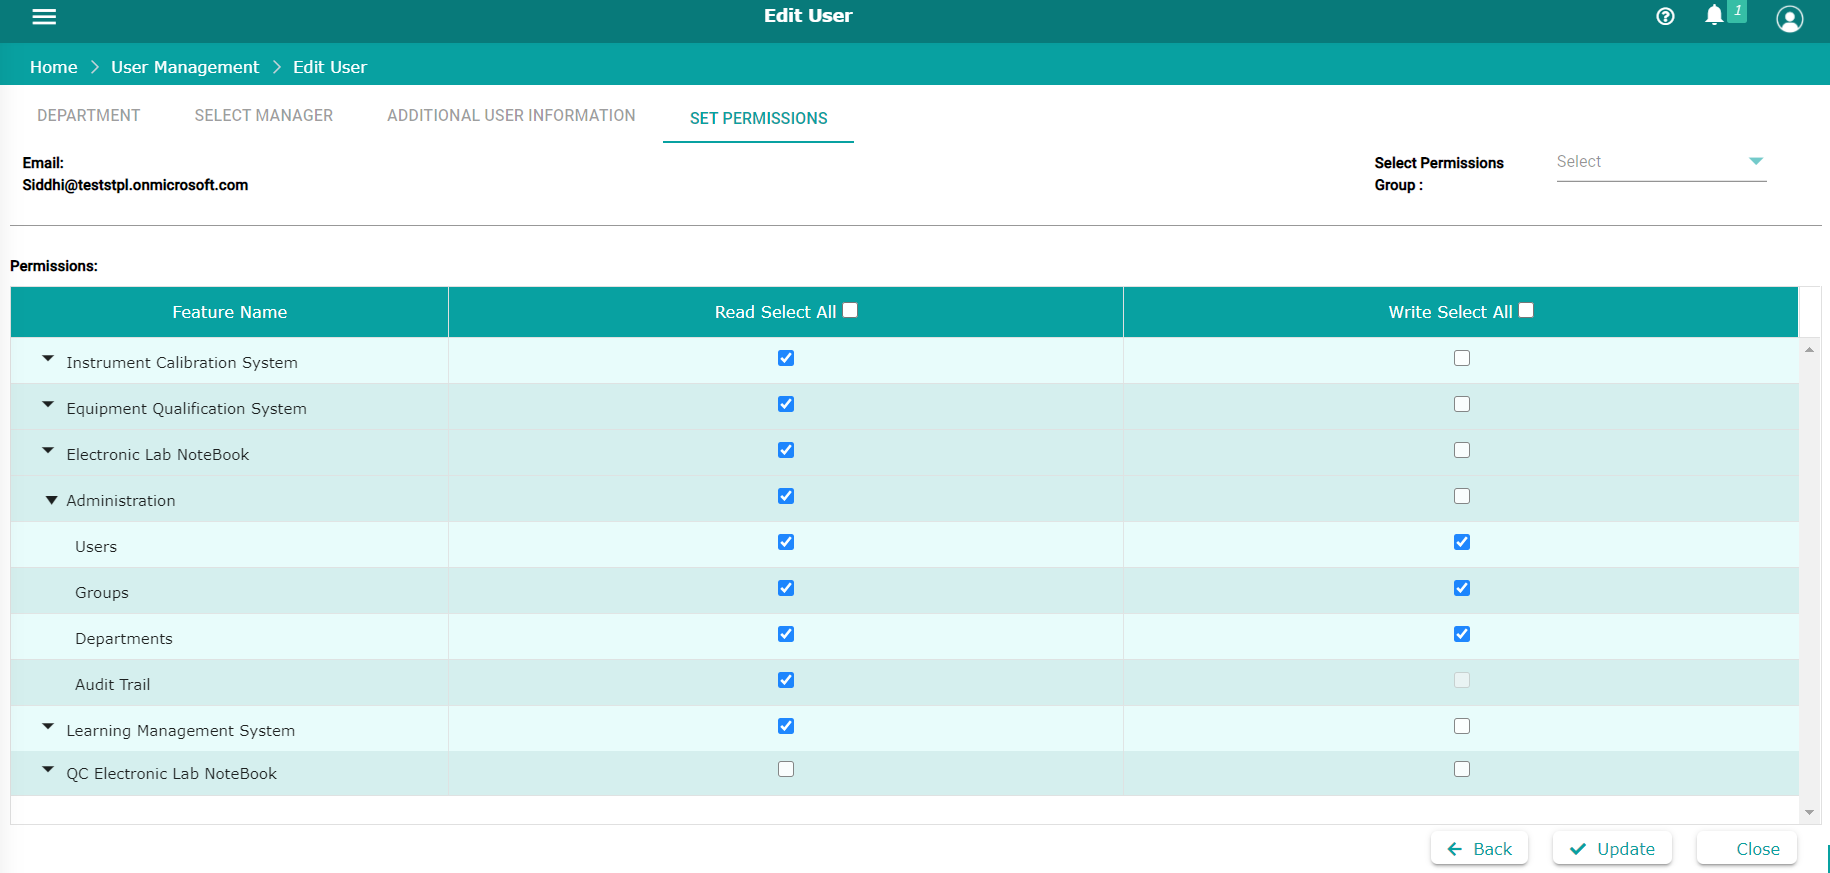 Edit User
1
Home > User Management > Edit User
DEPARTMENT SELECT MANAGER ADDITIONAL USER INFORMATION SET PERMISSIONS
Email:
Siddhi@teststpl.onmicrosoft.com
Select Permissions
Group :
Select
Permissions:
Feature Name Read Select All Write Select All
Instrument Calibration System
Equipment Qualification System
Electronic Lab NoteBook
Administration
Users
Groups
Departments
Audit Trail
Learning Management System
QC Electronic Lab NoteBook
Back Update Close